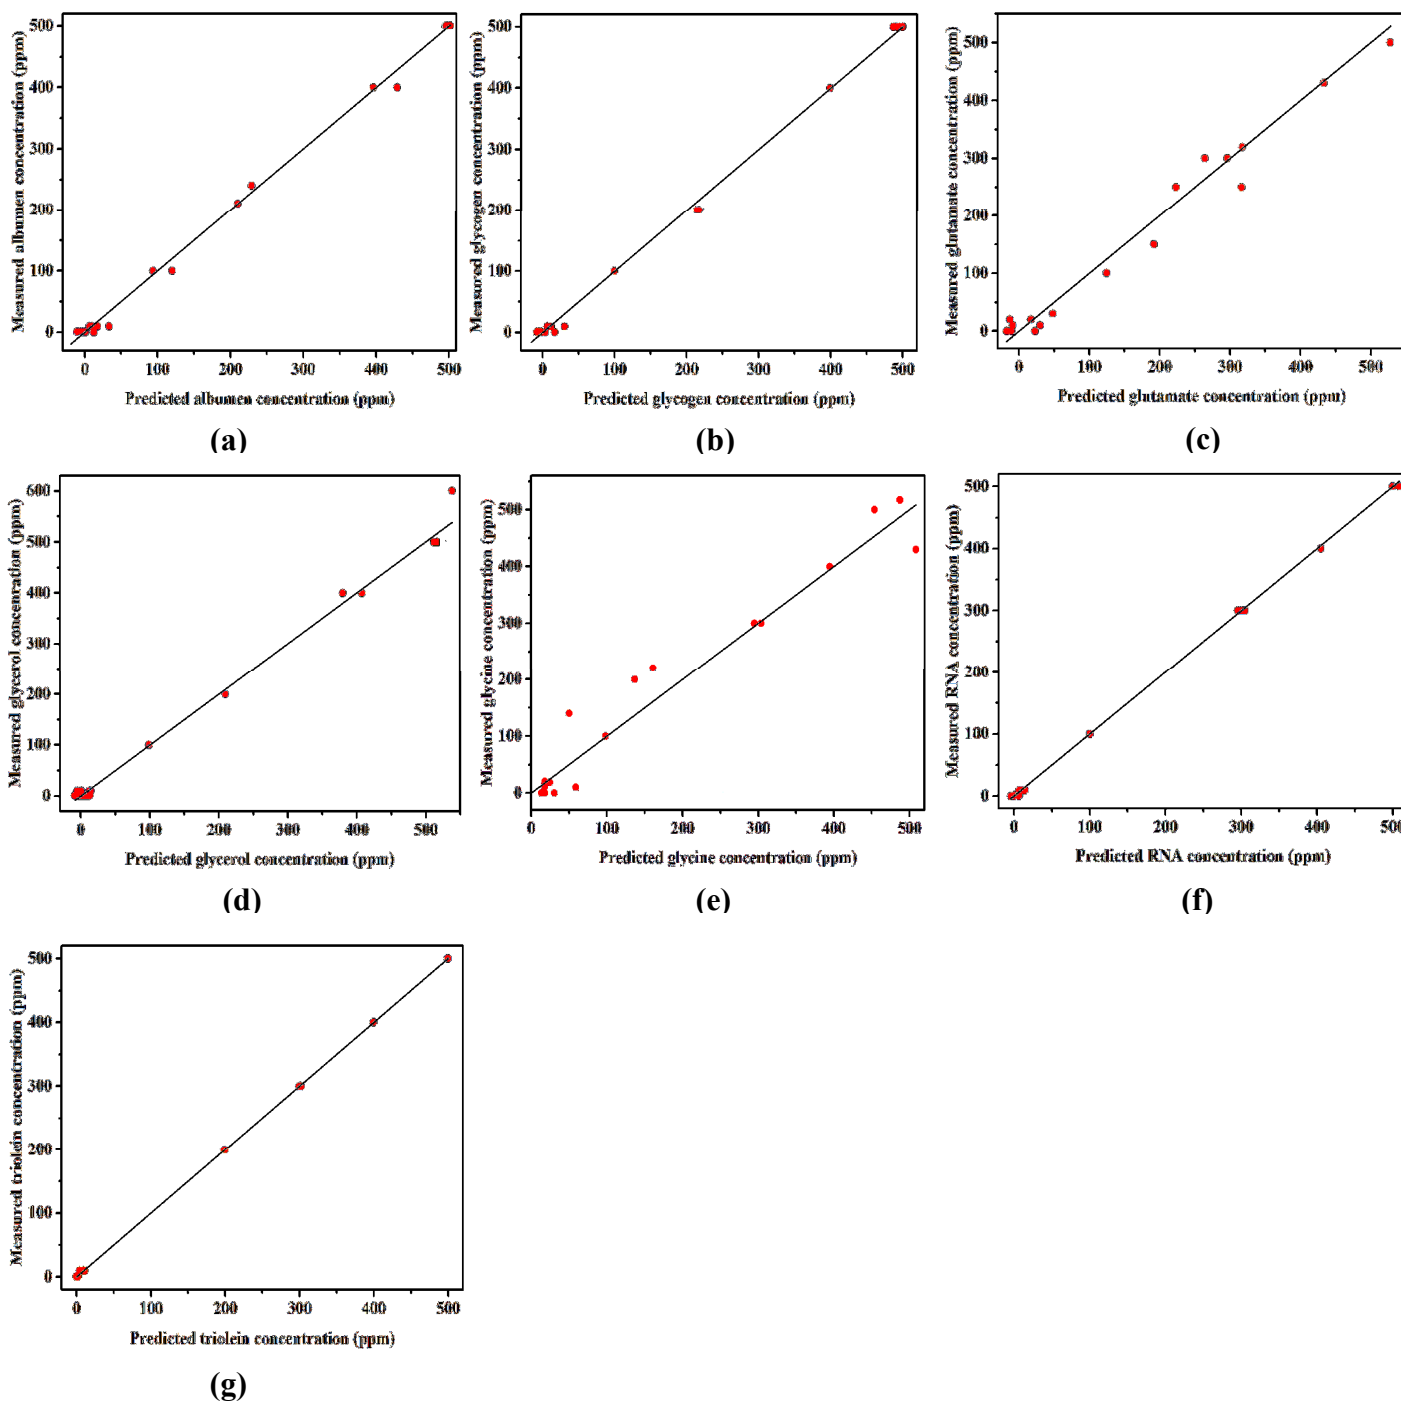 Measured albumen concentration (ppm)
500
400
300
200
100
0
0 100 200 300 400 500
Predicted albumen concentration (ppm)
(a)
Measured glycogen concentration (ppm)
500
400
300
200
100
0
0 100 200 300 400 500
Predicted glycogen concentration (ppm)
(b)
Measured glutamate concentration (ppm)
500
400
300
200
100
0
0 100 200 300 400 500
Predicted glutamate concentration (ppm)
(c)
Measured glycerol concentration (ppm)
600
500
400
300
200
100
0
0 100 200 300 400 500
Predicted glycerol concentration (ppm)
(d)
Measured glycine concentration (ppm)
500
400
300
200
100
0
0 100 200 300 400 500
Predicted glycine concentration (ppm)
(e)
Measured RNA concentration (ppm)
500
400
300
200
100
0
0 100 200 300 400 500
Predicted RNA concentration (ppm)
(f)
Measured triolein concentration (ppm)
500
400
300
200
100
0
0 100 200 300 400 500
Predicted triolein concentration (ppm)
(g)